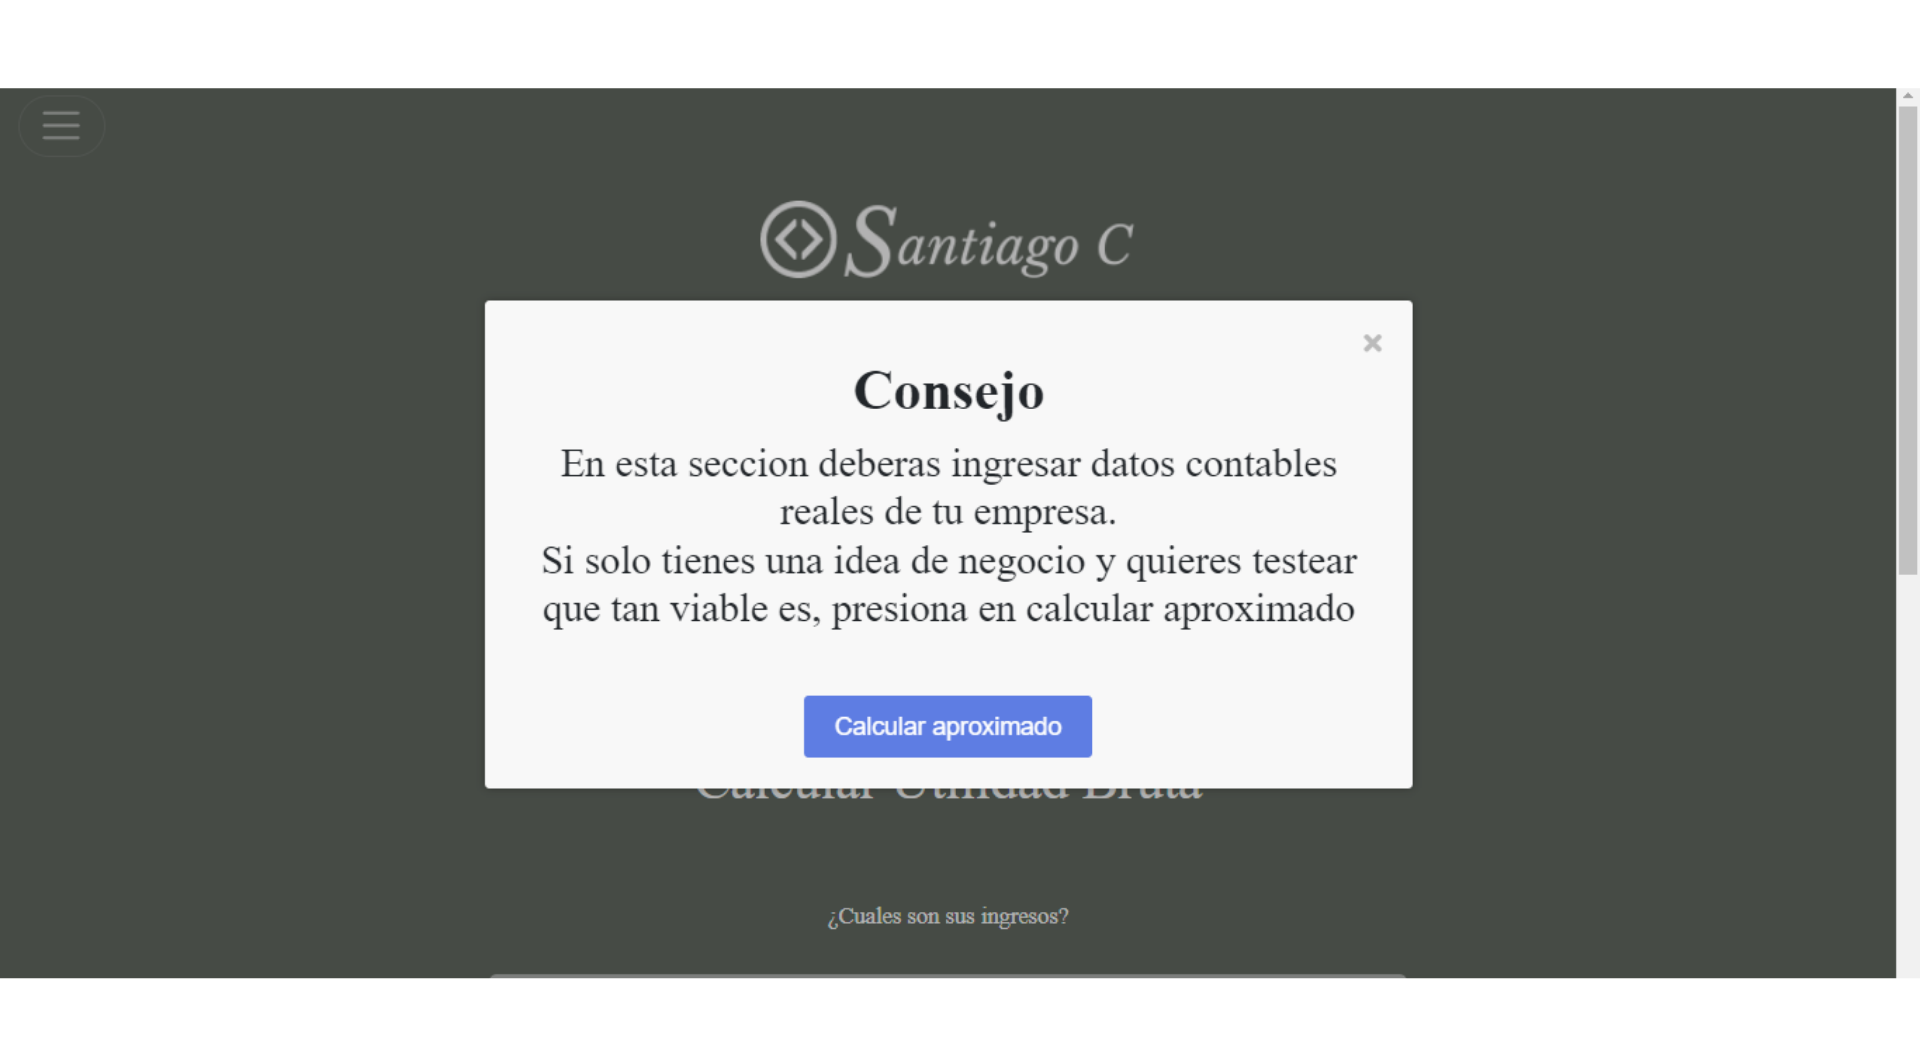 Santiago C
Consejo
En esta seccion deberas ingresar datos contables
reales de tu empresa.
Si solo tienes una idea de negocio y quieres testear
que tan viable es, presiona en calcular aproximado
Calcular aproximado
Calcular Utilidad Bruta
¿Cuales son sus ingresos?